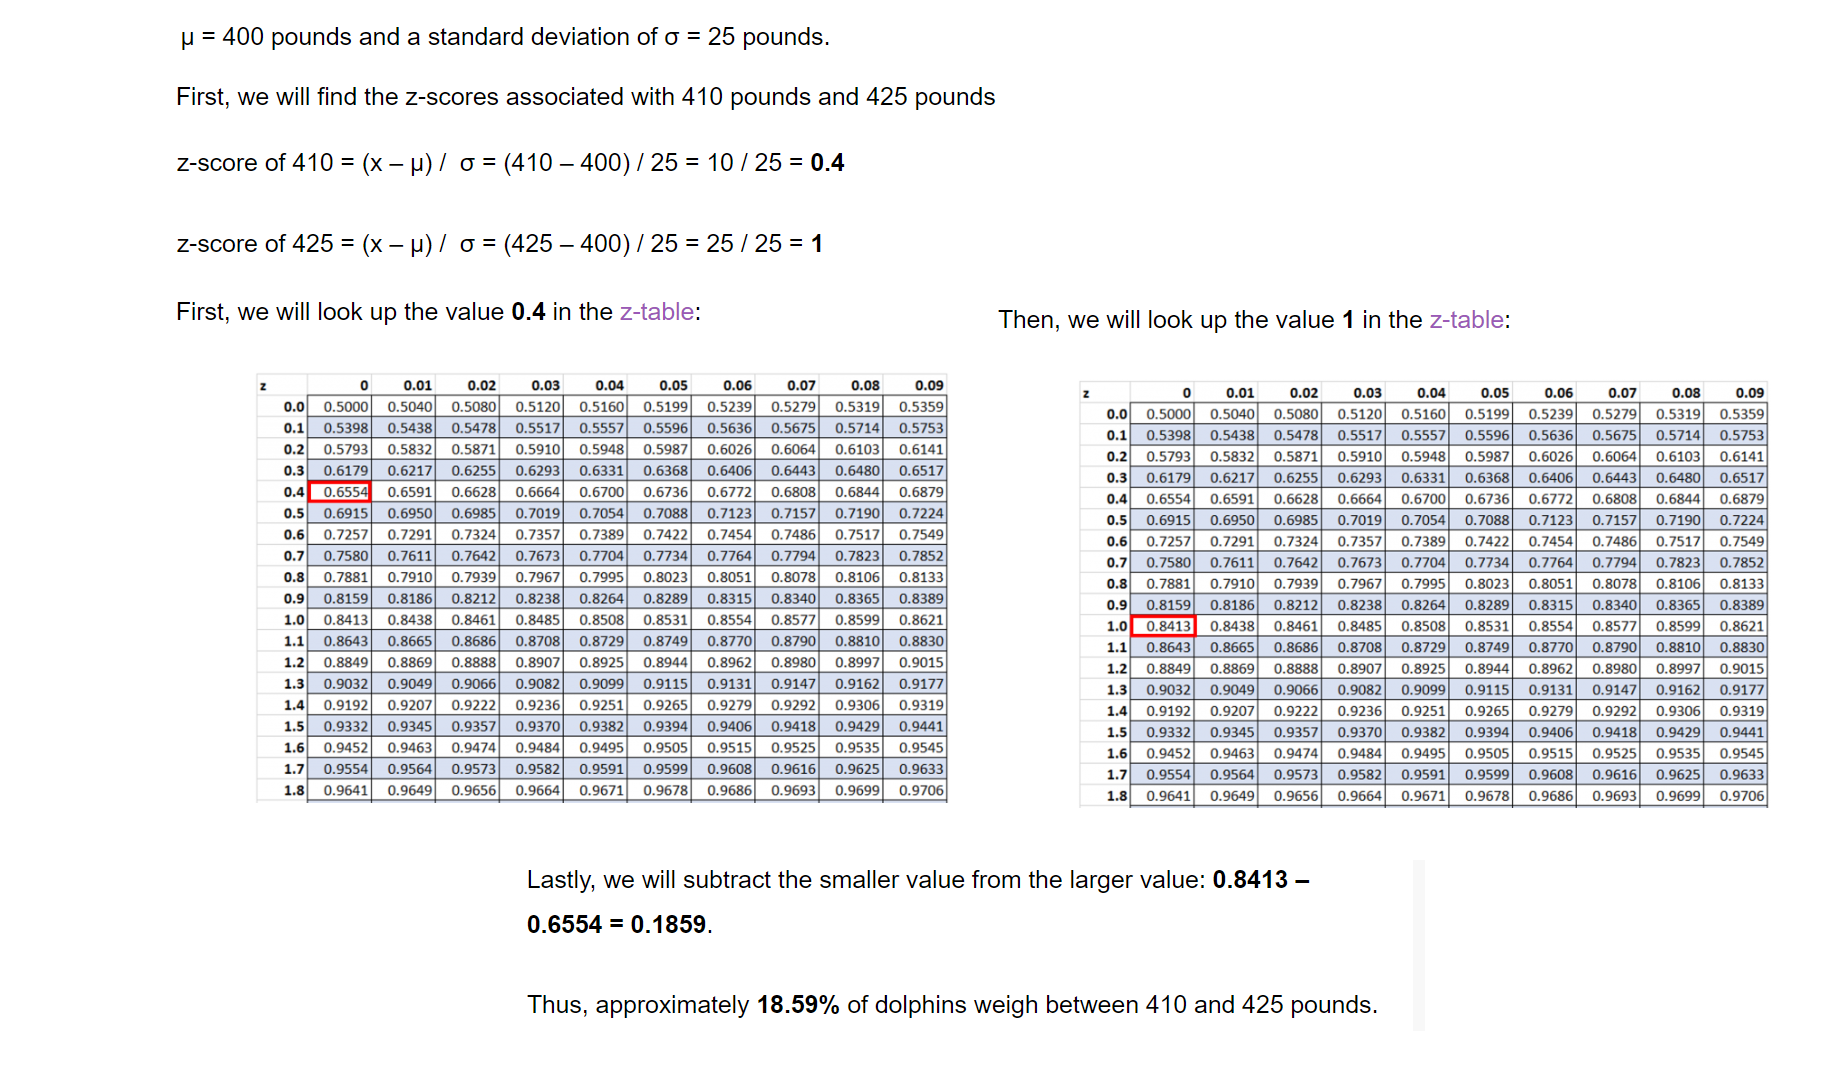 μ = 400 pounds and a standard deviation of σ = 25 pounds.
First, we will find the z-scores associated with 410 pounds and 425 pounds
z-score of 410 = (x – μ) /  σ = (410 – 400) / 25 = 10 / 25 = 0.4
z-score of 425 = (x – μ) /  σ = (425 – 400) / 25 = 25 / 25 = 1
First, we will look up the value 0.4 in the z-table:
z 0 0.01 0.02 0.03 0.04 0.05 0.06 0.07 0.08 0.09
0.0 0.5000 0.5040 0.5080 0.5120 0.5160 0.5199 0.5239 0.5279 0.5319 0.5359
0.1 0.5398 0.5438 0.5478 0.5517 0.5557 0.5596 0.5636 0.5675 0.5714 0.5753
0.2 0.5793 0.5832 0.5871 0.5910 0.5948 0.5987 0.6026 0.6064 0.6103 0.6141
0.3 0.6179 0.6217 0.6255 0.6293 0.6331 0.6368 0.6406 0.6443 0.6480 0.6517
0.4 0.6554 0.6591 0.6628 0.6664 0.6700 0.6736 0.6772 0.6808 0.6844 0.6879
0.5 0.6915 0.6950 0.6985 0.7019 0.7054 0.7088 0.7123 0.7157 0.7190 0.7224
0.6 0.7257 0.7291 0.7324 0.7357 0.7389 0.7422 0.7454 0.7486 0.7517 0.7549
0.7 0.7580 0.7611 0.7642 0.7673 0.7704 0.7734 0.7764 0.7794 0.7823 0.7852
0.8 0.7881 0.7910 0.7939 0.7967 0.7995 0.8023 0.8051 0.8078 0.8106 0.8133
0.9 0.8159 0.8186 0.8212 0.8238 0.8264 0.8289 0.8315 0.8340 0.8365 0.8389
1.0 0.8413 0.8438 0.8461 0.8485 0.8508 0.8531 0.8554 0.8577 0.8599 0.8621
1.1 0.8643 0.8665 0.8686 0.8708 0.8729 0.8749 0.8770 0.8790 0.8810 0.8830
1.2 0.8849 0.8869 0.8888 0.8907 0.8925 0.8944 0.8962 0.8980 0.8997 0.9015
1.3 0.9032 0.9049 0.9066 0.9082 0.9099 0.9115 0.9131 0.9147 0.9162 0.9177
1.4 0.9192 0.9207 0.9222 0.9236 0.9251 0.9265 0.9279 0.9292 0.9306 0.9319
1.5 0.9332 0.9345 0.9357 0.9370 0.9382 0.9394 0.9406 0.9418 0.9429 0.9441
1.6 0.9452 0.9463 0.9474 0.9484 0.9495 0.9505 0.9515 0.9525 0.9535 0.9545
1.7 0.9554 0.9564 0.9573 0.9582 0.9591 0.9599 0.9608 0.9616 0.9625 0.9633
1.8 0.9641 0.9649 0.9656 0.9664 0.9671 0.9678 0.9686 0.9693 0.9699 0.9706
Then, we will look up the value 1 in the z-table:
z 0 0.01 0.02 0.03 0.04 0.05 0.06 0.07 0.08 0.09
0.0 0.5000 0.5040 0.5080 0.5120 0.5160 0.5199 0.5239 0.5279 0.5319 0.5359
0.1 0.5398 0.5438 0.5478 0.5517 0.5557 0.5596 0.5636 0.5675 0.5714 0.5753
0.2 0.5793 0.5832 0.5871 0.5910 0.5948 0.5987 0.6026 0.6064 0.6103 0.6141
0.3 0.6179 0.6217 0.6255 0.6293 0.6331 0.6368 0.6406 0.6443 0.6480 0.6517
0.4 0.6554 0.6591 0.6628 0.6664 0.6700 0.6736 0.6772 0.6808 0.6844 0.6879
0.5 0.6915 0.6950 0.6985 0.7019 0.7054 0.7088 0.7123 0.7157 0.7190 0.7224
0.6 0.7257 0.7291 0.7324 0.7357 0.7389 0.7422 0.7454 0.7486 0.7517 0.7549
0.7 0.7580 0.7611 0.7642 0.7673 0.7704 0.7734 0.7764 0.7794 0.7823 0.7852
0.8 0.7881 0.7910 0.7939 0.7967 0.7995 0.8023 0.8051 0.8078 0.8106 0.8133
0.9 0.8159 0.8186 0.8212 0.8238 0.8264 0.8289 0.8315 0.8340 0.8365 0.8389
1.0 0.8413 0.8438 0.8461 0.8485 0.8508 0.8531 0.8554 0.8577 0.8599 0.8621
1.1 0.8643 0.8665 0.8686 0.8708 0.8729 0.8749 0.8770 0.8790 0.8810 0.8830
1.2 0.8849 0.8869 0.8888 0.8907 0.8925 0.8944 0.8962 0.8980 0.8997 0.9015
1.3 0.9032 0.9049 0.9066 0.9082 0.9099 0.9115 0.9131 0.9147 0.9162 0.9177
1.4 0.9192 0.9207 0.9222 0.9236 0.9251 0.9265 0.9279 0.9292 0.9306 0.9319
1.5 0.9332 0.9345 0.9357 0.9370 0.9382 0.9394 0.9406 0.9418 0.9429 0.9441
1.6 0.9452 0.9463 0.9474 0.9484 0.9495 0.9505 0.9515 0.9525 0.9535 0.9545
1.7 0.9554 0.9564 0.9573 0.9582 0.9591 0.9599 0.9608 0.9616 0.9625 0.9633
1.8 0.9641 0.9649 0.9656 0.9664 0.9671 0.9678 0.9686 0.9693 0.9699 0.9706
Lastly, we will subtract the smaller value from the larger value: 0.8413 –
0.6554 = 0.1859.
Thus, approximately 18.59% of dolphins weigh between 410 and 425 pounds.